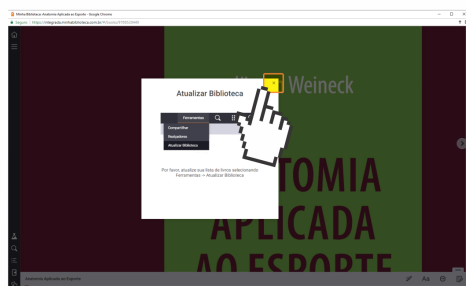 Minha Biblioteca: Anatomia Aplicada ao Esporte - Google Chrome
Seguro
https://integrada.minhabiblioteca.com.br/#/books/
Weineck
Atualizar Biblioteca
Ferramentas
Compartilhar
Realçadores
Atualizar Biblioteca
Por favor, atualize sua lista de livros selecionando
Ferramentas -> Atualizar Biblioteca
TOMIA
APLICADA
AO ESPORTE
Anatomia Aplicada ao Esporte
Aa